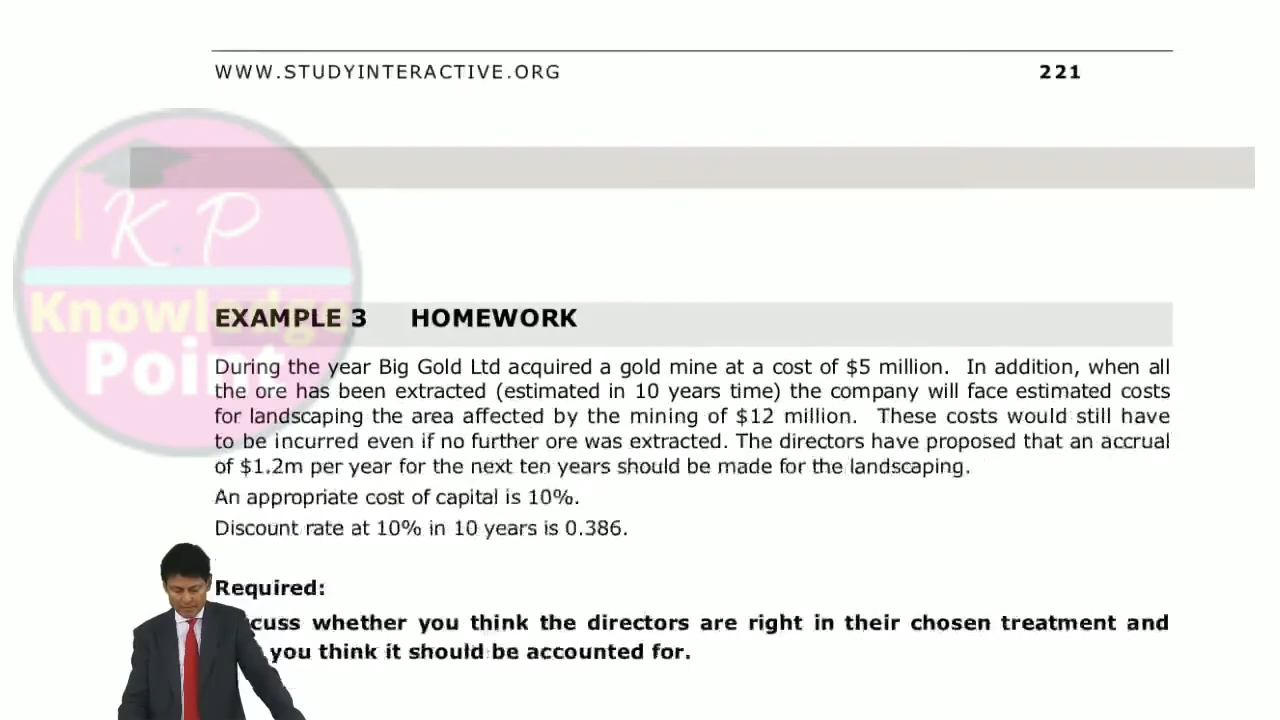 WWW.STUDYINTERACTIVE.ORG 221
K.P
Knowledge
Point
EXAMPLE 3 HOMEWORK
During the year Big Gold Ltd acquired a gold mine at a cost of $5 million. In addition, when all
the ore has been extracted (estimated in 10 years time) the company will face estimated costs
for landscaping the area affected by the mining of $12 million. These costs would still have
to be incurred even if no further ore was extracted. The directors have proposed that an accrual
of $1.2m per year for the next ten years should be made for the landscaping.
An appropriate cost of capital is 10%.
Discount rate at 10% in 10 years is 0.386.
Required:
cuss whether you think the directors are right in their chosen treatment and
you think it should be accounted for.